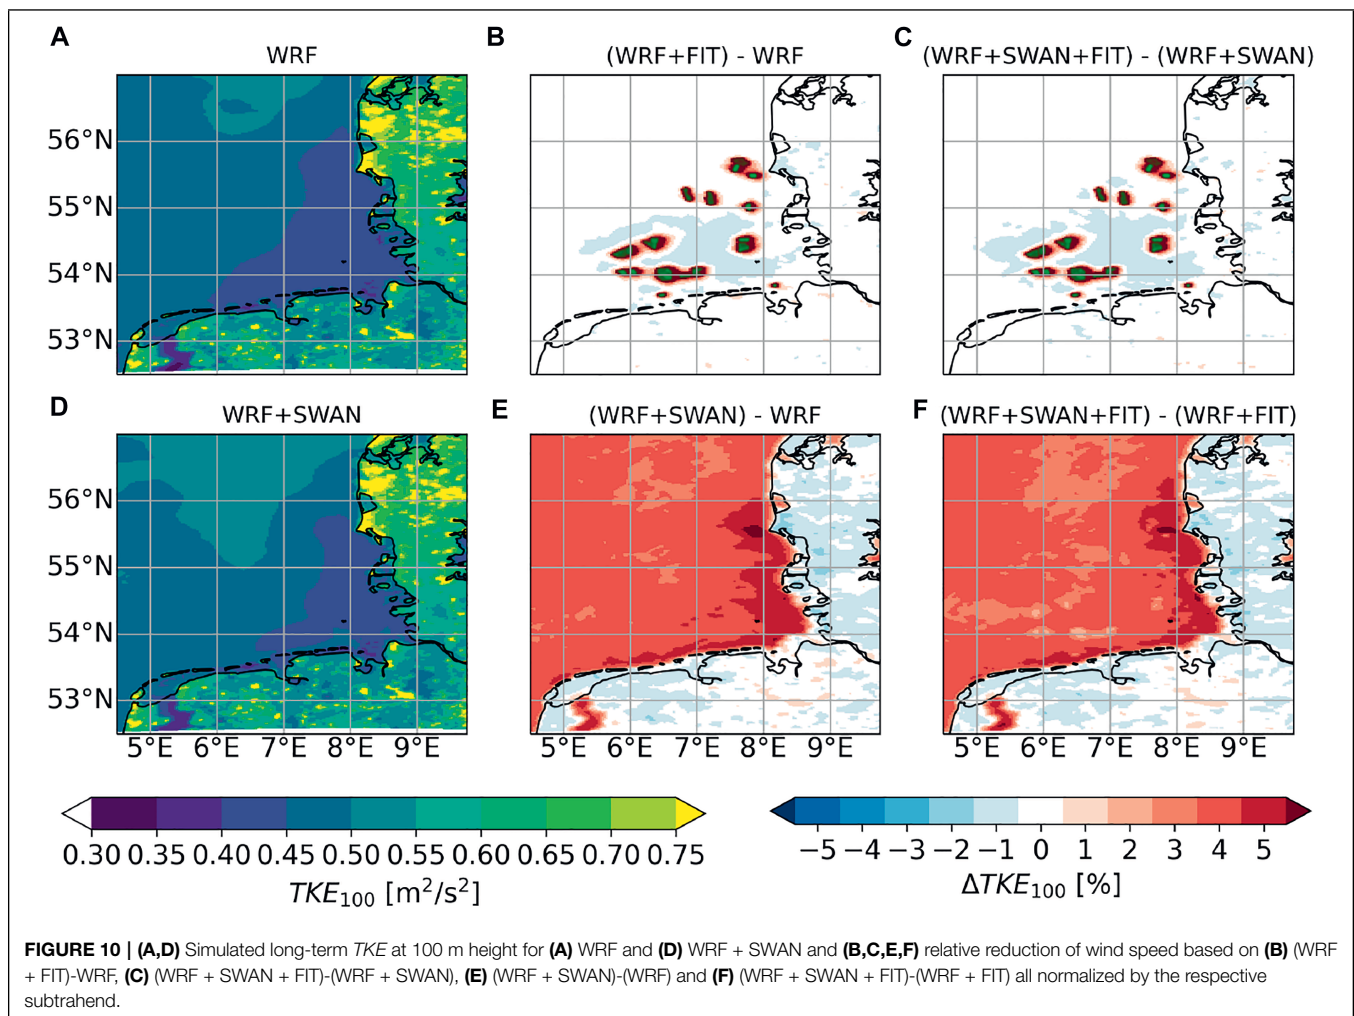 A
WRF
B
(WRF+FIT) - WRF
C
(WRF+SWAN+FIT) - (WRF+SWAN)
56°N
55°N
54°N
53°N
D
WRF+SWAN
E
(WRF+SWAN) - WRF
F
(WRF+SWAN+FIT) - (WRF+FIT)
56°N
55°N
54°N
53°N
5°E 6°E 7°E 8°E 9°E
5°E 6°E 7°E 8°E 9°E
5°E 6°E 7°E 8°E 9°E
0.30 0.35 0.40 0.45 0.50 0.55 0.60 0.65 0.70 0.75
TKE₁₀₀ [m²/s²]
−5 −4 −3 −2 −1 0 1 2 3 4 5
ΔTKE₁₀₀ [%]
FIGURE 10 | (A,D) Simulated long-term TKE at 100 m height for (A) WRF and (D) WRF + SWAN and (B,C,E,F) relative reduction of wind speed based on (B) (WRF
+ FIT)-WRF, (C) (WRF + SWAN + FIT)-(WRF + SWAN), (E) (WRF + SWAN)-(WRF) and (F) (WRF + SWAN + FIT)-(WRF + FIT) all normalized by the respective
subtrahend.